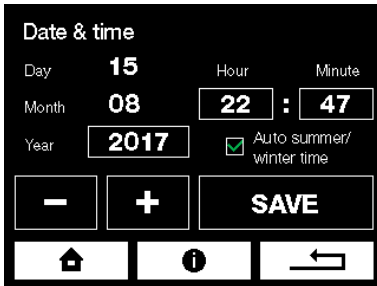 Date & time
Day 15 Hour Minute
Month 08 22 : 47
Year 2017 Auto summer/
winter time
− + SAVE